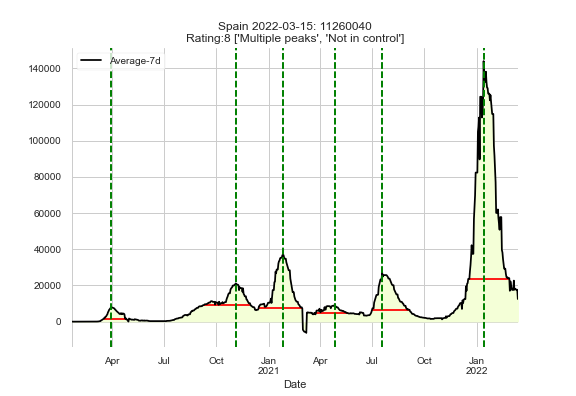 Spain 2022-03-15: 11260040
Rating:8 ['Multiple peaks', 'Not in control']
Average-7d
140000
120000
100000
80000
60000
40000
20000
0
Apr Jul Oct Jan Apr Jul Oct Jan
2021 2022
Date